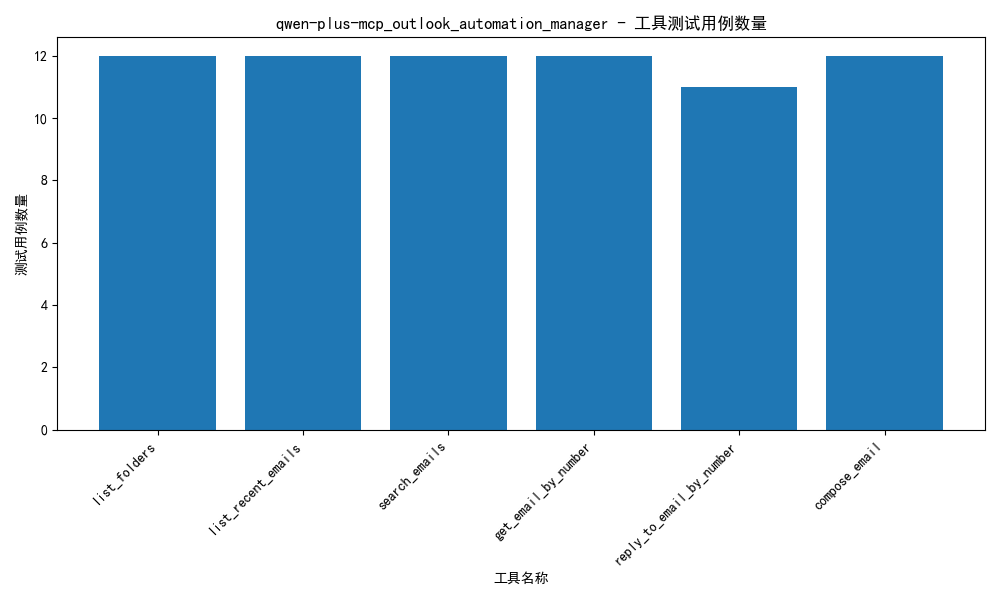 qwen-plus-mcp_outlook_automation_manager - 工具测试用例数量
测试用例数量
12
10
8
6
4
2
0
list_folders
list_recent_emails
search_emails
get_email_by_number
reply_to_email_by_number
compose_email
工具名称